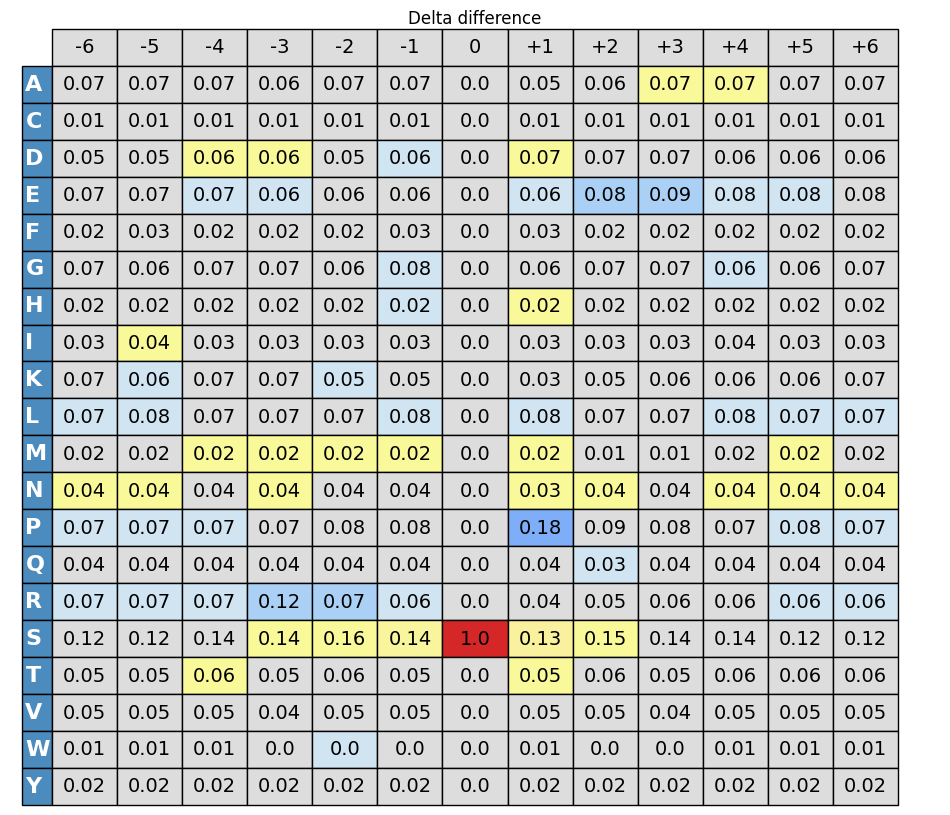 Delta difference
-6 -5 -4 -3 -2 -1 0 +1 +2 +3 +4 +5 +6
A 0.07 0.07 0.07 0.06 0.07 0.07 0.0 0.05 0.06 0.07 0.07 0.07 0.07
C 0.01 0.01 0.01 0.01 0.01 0.01 0.0 0.01 0.01 0.01 0.01 0.01 0.01
D 0.05 0.05 0.06 0.06 0.05 0.06 0.0 0.07 0.07 0.07 0.06 0.06 0.06
E 0.07 0.07 0.07 0.06 0.06 0.06 0.0 0.06 0.08 0.09 0.08 0.08 0.08
F 0.02 0.03 0.02 0.02 0.02 0.03 0.0 0.03 0.02 0.02 0.02 0.02 0.02
G 0.07 0.06 0.07 0.07 0.06 0.08 0.0 0.06 0.07 0.07 0.06 0.06 0.07
H 0.02 0.02 0.02 0.02 0.02 0.02 0.0 0.02 0.02 0.02 0.02 0.02 0.02
I 0.03 0.04 0.03 0.03 0.03 0.03 0.0 0.03 0.03 0.03 0.04 0.03 0.03
K 0.07 0.06 0.07 0.07 0.05 0.05 0.0 0.03 0.05 0.06 0.06 0.06 0.07
L 0.07 0.08 0.07 0.07 0.07 0.08 0.0 0.08 0.07 0.07 0.08 0.07 0.07
M 0.02 0.02 0.02 0.02 0.02 0.02 0.0 0.02 0.01 0.01 0.02 0.02 0.02
N 0.04 0.04 0.04 0.04 0.04 0.04 0.0 0.03 0.04 0.04 0.04 0.04 0.04
P 0.07 0.07 0.07 0.07 0.08 0.08 0.0 0.18 0.09 0.08 0.07 0.08 0.07
Q 0.04 0.04 0.04 0.04 0.04 0.04 0.0 0.04 0.03 0.04 0.04 0.04 0.04
R 0.07 0.07 0.07 0.12 0.07 0.06 0.0 0.04 0.05 0.06 0.06 0.06 0.06
S 0.12 0.12 0.14 0.14 0.16 0.14 1.0 0.13 0.15 0.14 0.14 0.12 0.12
T 0.05 0.05 0.06 0.05 0.06 0.05 0.0 0.05 0.06 0.05 0.06 0.06 0.06
V 0.05 0.05 0.05 0.04 0.05 0.05 0.0 0.05 0.05 0.04 0.05 0.05 0.05
W 0.01 0.01 0.01 0.0 0.0 0.0 0.0 0.01 0.0 0.0 0.01 0.01 0.01
Y 0.02 0.02 0.02 0.02 0.02 0.02 0.0 0.02 0.02 0.02 0.02 0.02 0.02